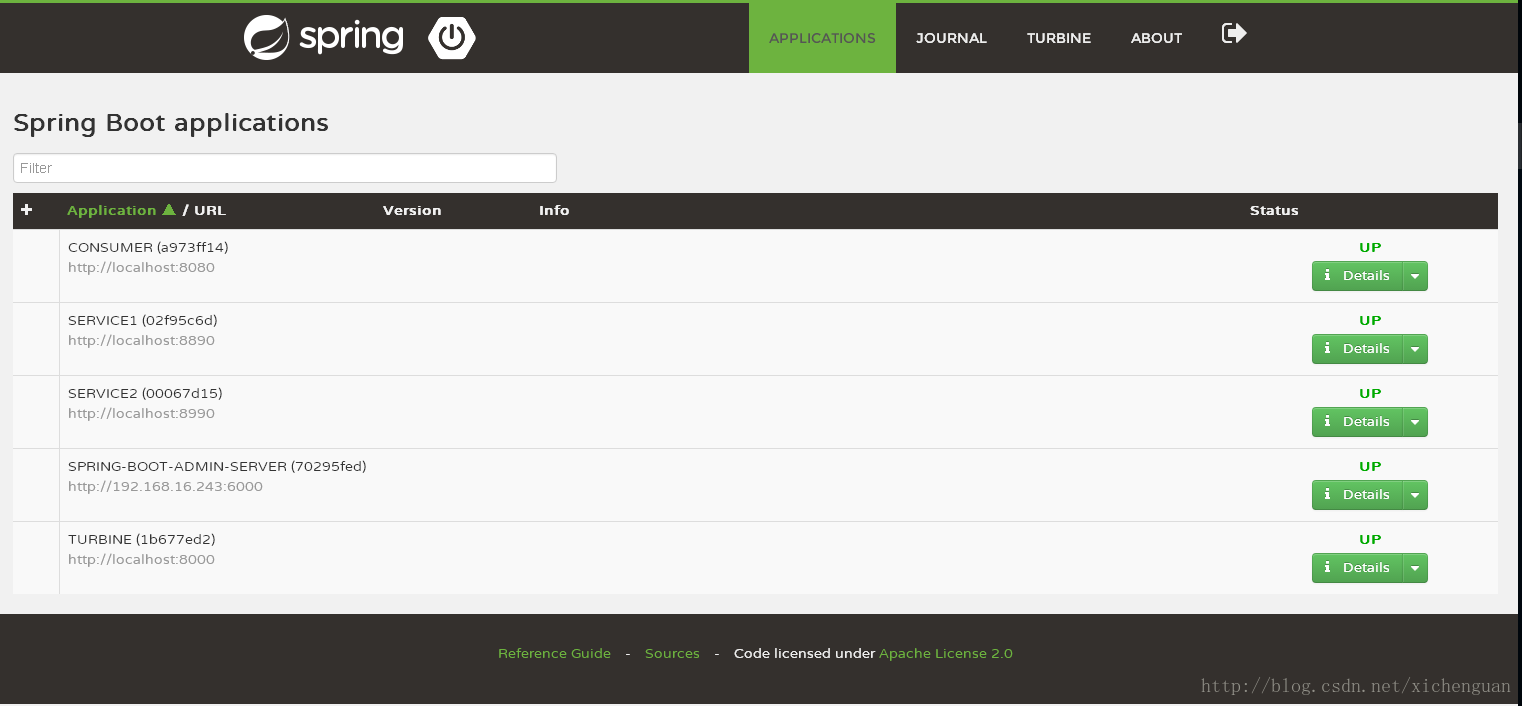 spring APPLICATIONS JOURNAL TURBINE ABOUT
Spring Boot applications
Filter
Application / URL Version Info Status
CONSUMER (a973ff14) UP
http://localhost:8080 Details
SERVICE1 (02f95c6d) UP
http://localhost:8890 Details
SERVICE2 (00067d15) UP
http://localhost:8990 Details
SPRING-BOOT-ADMIN-SERVER (70295fed) UP
http://192.168.16.243:6000 Details
TURBINE (1b677ed2) UP
http://localhost:8000 Details
Reference Guide - Sources - Code licensed under Apache License 2.0
http://blog.csdn.net/xichenguan